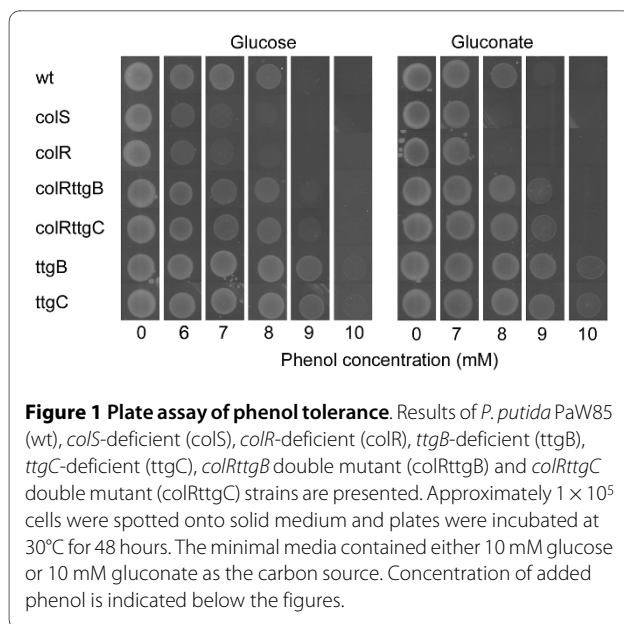 Glucose Gluconate
wt
colS
colR
colRttgB
colRttgC
ttgB
ttgC
0 6 7 8 9 10 0 7 8 9 10
Phenol concentration (mM)
Figure 1 Plate assay of phenol tolerance. Results of P. putida PaW85
(wt), colS-deficient (colS), colR-deficient (colR), ttgB-deficient (ttgB),
ttgC-deficient (ttgC), colRttgB double mutant (colRttgB) and colRttgC
double mutant (colRttgC) strains are presented. Approximately 1 × 10⁵
cells were spotted onto solid medium and plates were incubated at
30°C for 48 hours. The minimal media contained either 10 mM glucose
or 10 mM gluconate as the carbon source. Concentration of added
phenol is indicated below the figures.